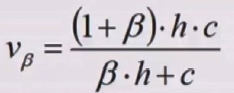 v_β = ((1+β)·h·c)/(β·h+c)